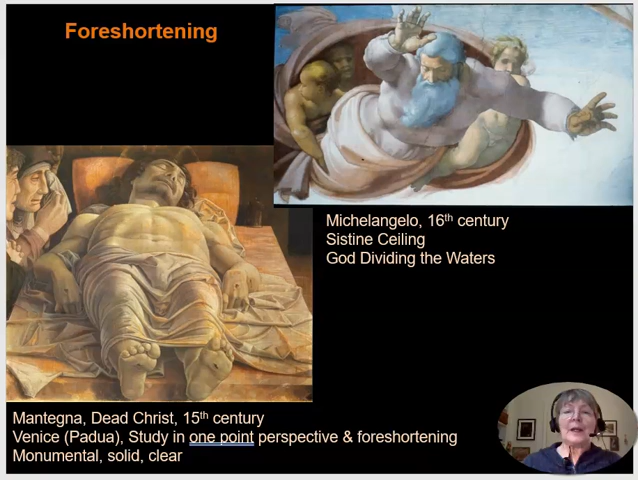 Foreshortening
Michelangelo, 16th century
Sistine Ceiling
God Dividing the Waters
Mantegna, Dead Christ, 15th century
Venice (Padua), Study in one point perspective & foreshortening
Monumental, solid, clear